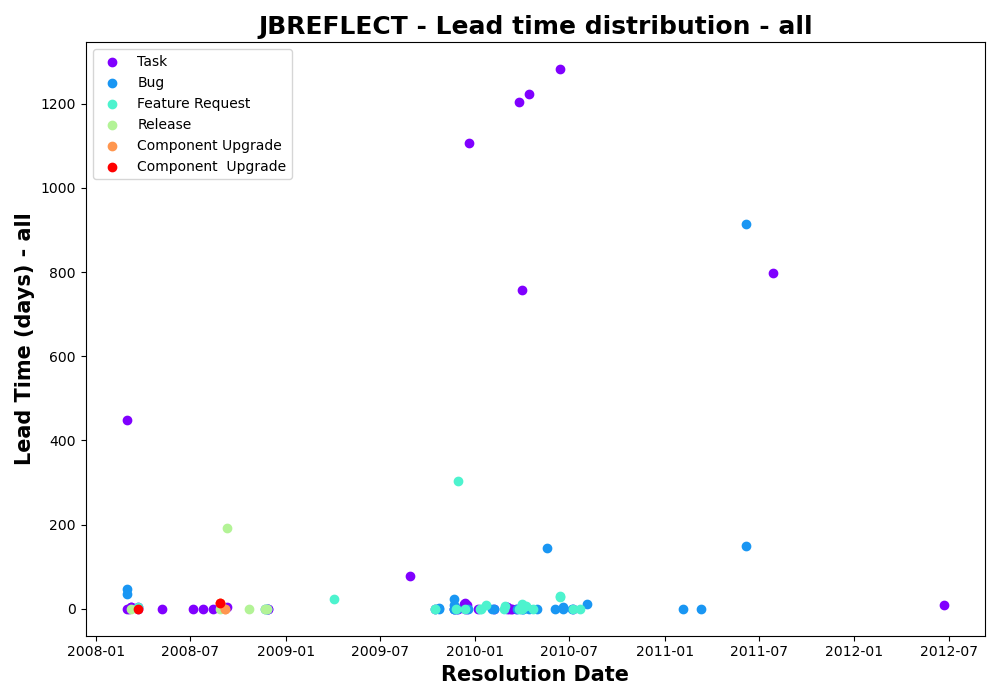 JBREFLECT - Lead time distribution - all
Task
Bug
Feature Request
Release
Component Upgrade
Component  Upgrade
Lead Time (days) - all
1200
1000
800
600
400
200
0
2008-01
2008-07
2009-01
2009-07
2010-01
2010-07
2011-01
2011-07
2012-01
2012-07
Resolution Date